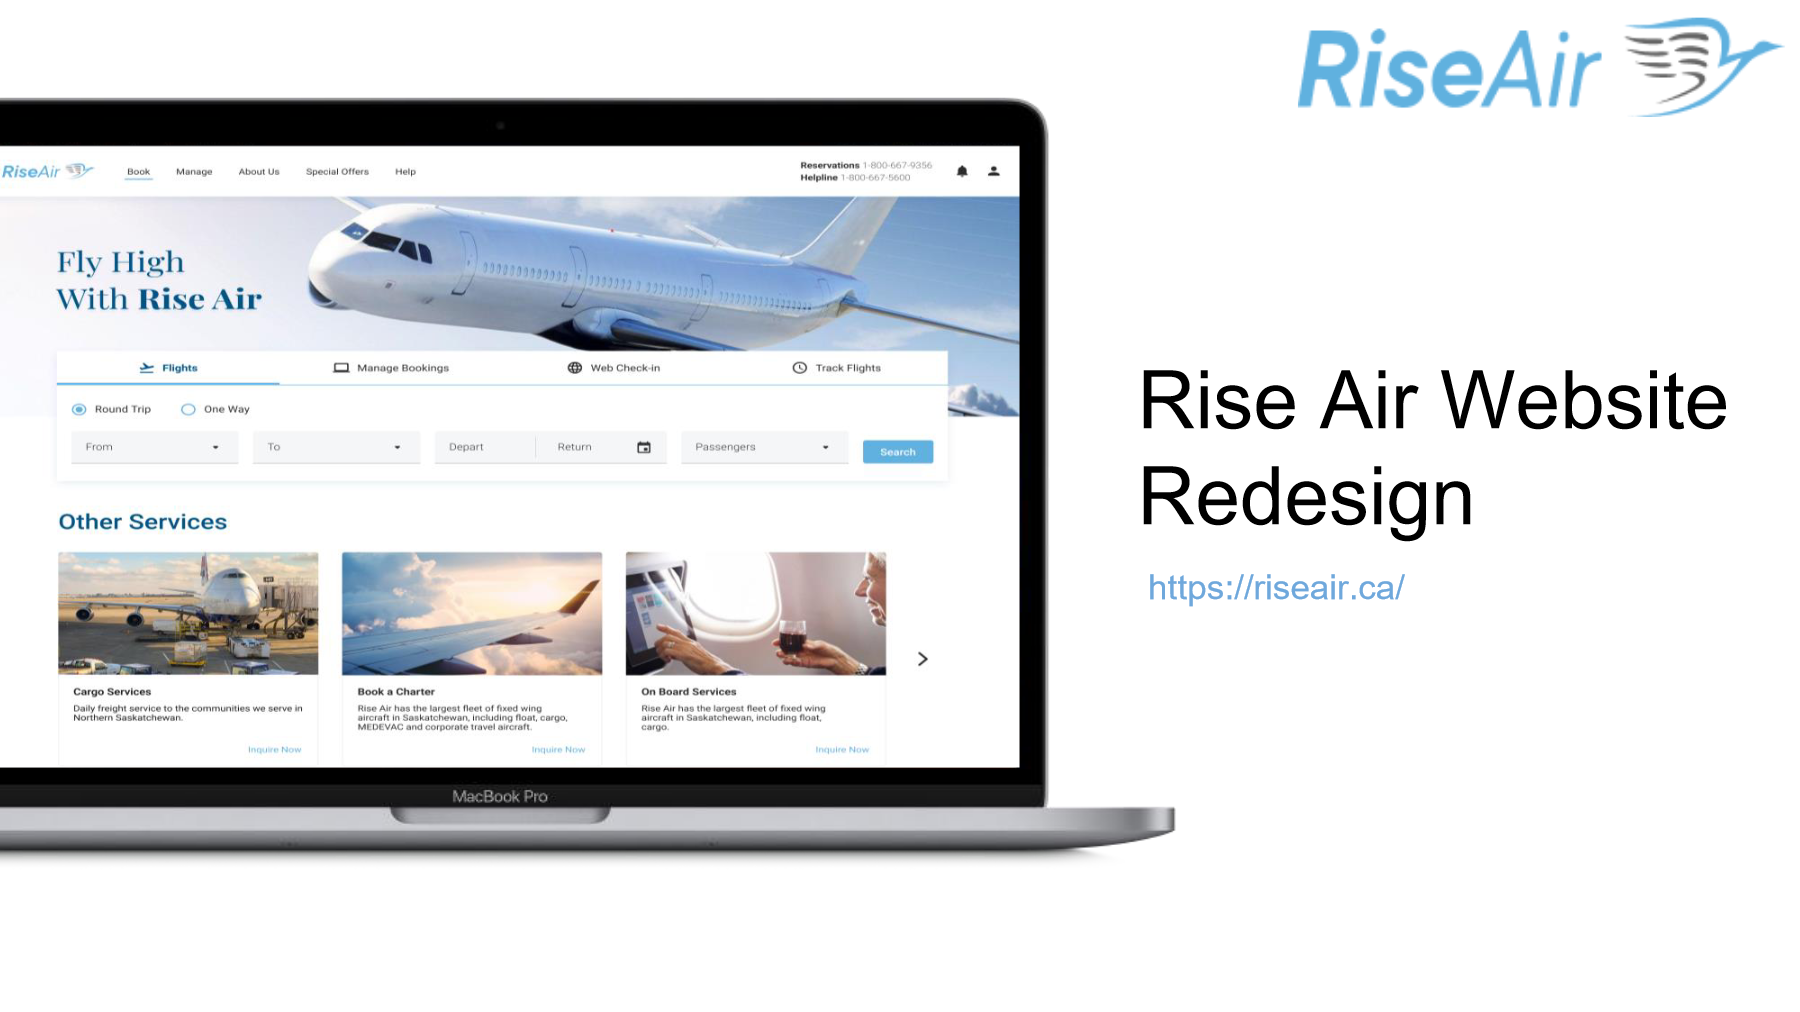 RiseAir
RiseAir
Book
Manage
About Us
Special Offers
Help
Reservations 1-800-667-9356
Helpline 1-800-667-5600
Fly High
With Rise Air
Flights
Manage Bookings
Web Check-in
Track Flights
Round Trip
One Way
From
To
Depart
Return
Passengers
Search
Other Services
Cargo Services
Daily freight service to the communities we serve in
Northern Saskatchewan.
Inquire Now
Book a Charter
Rise Air has the largest fleet of fixed wing
aircraft in Saskatchewan, including float, cargo,
MEDEVAC and corporate travel aircraft.
Inquire Now
On Board Services
Rise Air has the largest fleet of fixed wing
aircraft in Saskatchewan, including float,
cargo.
Inquire Now
MacBook Pro
Rise Air Website
Redesign
https://riseair.ca/